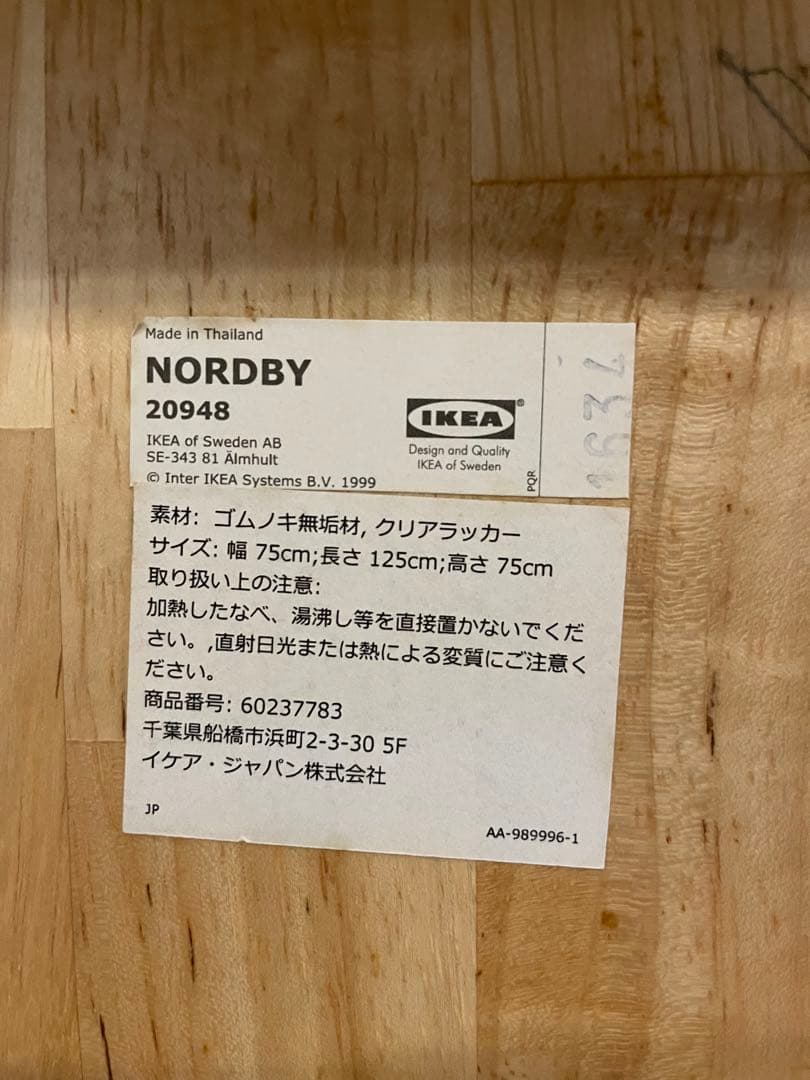 Made in Thailand
NORDBY
20948
IKEA of Sweden AB
SE-343 81 Älmhult
© Inter IKEA Systems B.V. 1999
IKEA®
Design and Quality
IKEA of Sweden
PQR
素材: ゴムノキ無垢材, クリアラッカー
サイズ: 幅 75cm;長さ 125cm;高さ 75cm
取り扱い上の注意:
加熱したなべ、湯沸し等を直接置かないでくだ
さい。,直射日光または熱による変質にご注意く
ださい。
商品番号: 60237783
千葉県船橋市浜町2-3-30 5F
イケア・ジャパン株式会社
JP
AA-989996-1